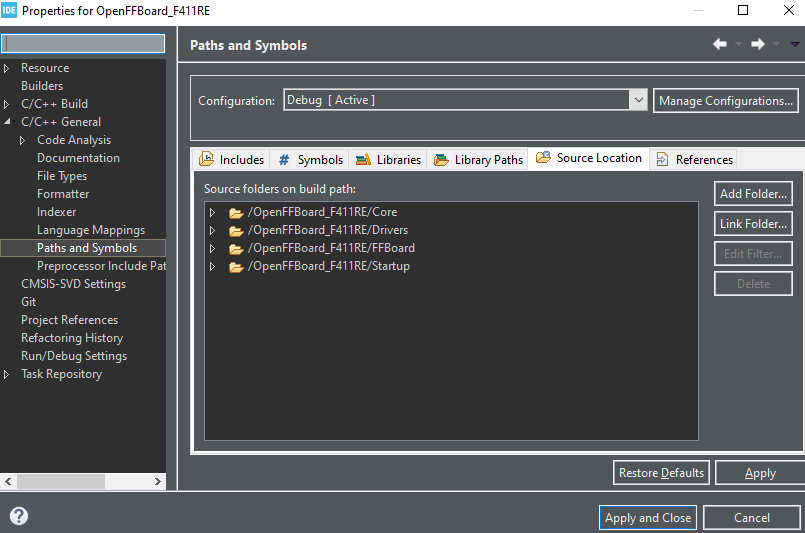 IDE Properties for OpenFFBoard_F411RE
Paths and Symbols
Resource
Builders
C/C++ Build
C/C++ General
Code Analysis
Documentation
File Types
Formatter
Indexer
Language Mappings
Paths and Symbols
Preprocessor Include Pat
CMSIS-SVD Settings
Git
Project References
Refactoring History
Run/Debug Settings
Task Repository
Configuration: Debug [ Active ] Manage Configurations...
Includes # Symbols Libraries Library Paths Source Location References
Source folders on build path:
/OpenFFBoard_F411RE/Core
/OpenFFBoard_F411RE/Drivers
/OpenFFBoard_F411RE/FFBoard
/OpenFFBoard_F411RE/Startup
Add Folder...
Link Folder...
Edit Filter...
Delete
Restore Defaults Apply
? Apply and Close Cancel